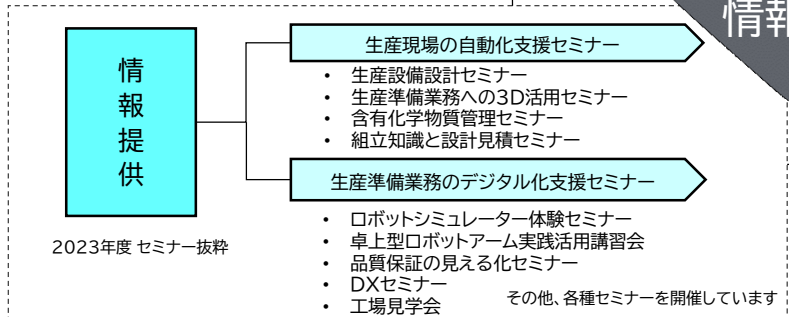 情報
情報提供
2023年度 セミナー抜粋
生産現場の自動化支援セミナー
・ 生産設備設計セミナー
・ 生産準備業務への3D活用セミナー
・ 含有化学物質管理セミナー
・ 組立知識と設計見積セミナー
生産準備業務のデジタル化支援セミナー
・ ロボットシミュレーター体験セミナー
・ 卓上型ロボットアーム実践活用講習会
・ 品質保証の見える化セミナー
・ DXセミナー
・ 工場見学会
その他、各種セミナーを開催しています